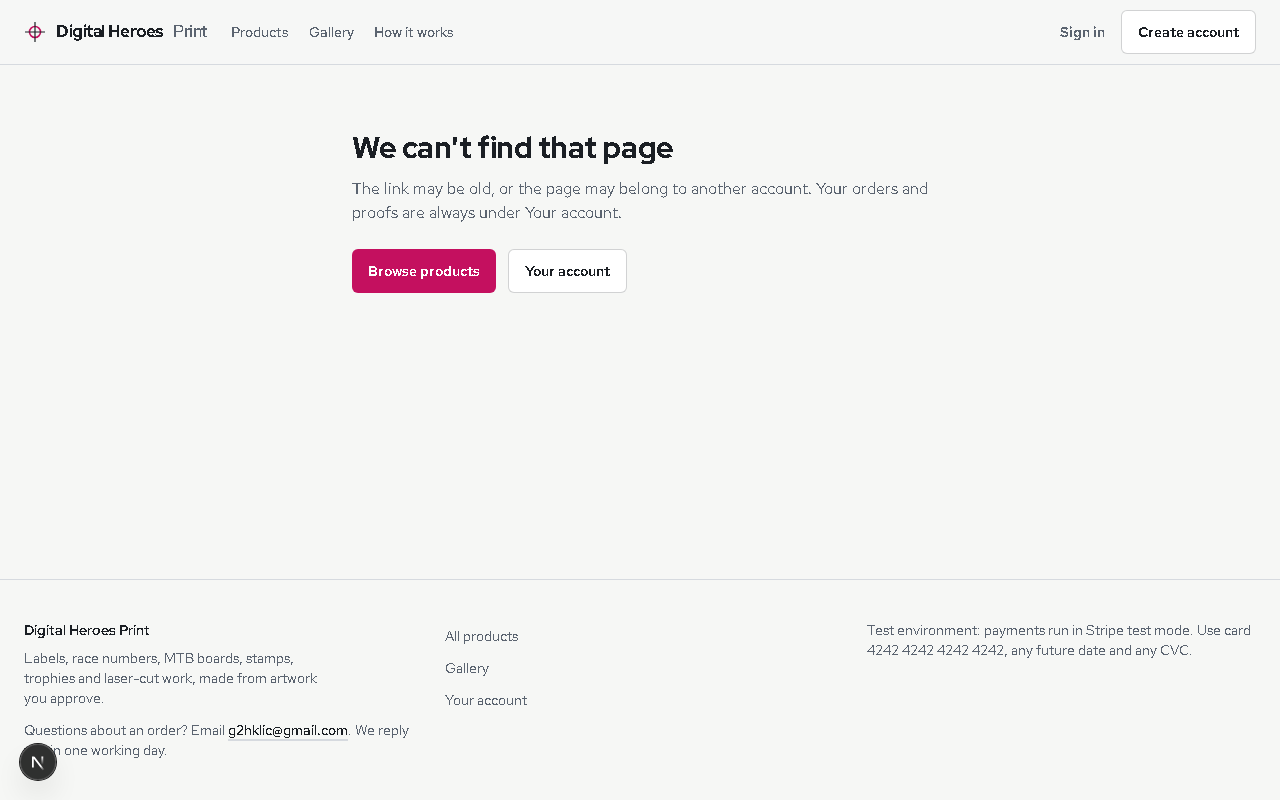 Digital Heroes Print
Products
Gallery
How it works
Sign in
Create account
We can't find that page
The link may be old, or the page may belong to another account. Your orders and
proofs are always under Your account.
Browse products
Your account
Digital Heroes Print
Labels, race numbers, MTB boards, stamps,
trophies and laser-cut work, made from artwork
you approve.
Questions about an order? Email g2hklic@gmail.com. We reply
in one working day.
All products
Gallery
Your account
Test environment: payments run in Stripe test mode. Use card
4242 4242 4242 4242, any future date and any CVC.
N